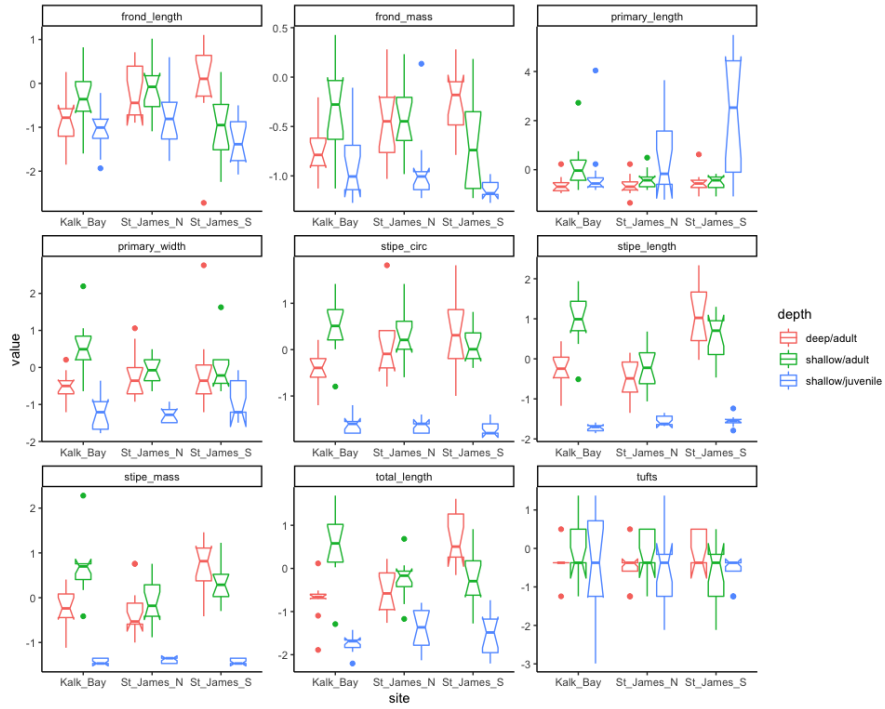 frond_length
frond_mass
primary_length
1
0
-1
-2
0.5
0.0
-0.5
-1.0
4
2
0
Kalk_Bay St_James_N St_James_S
Kalk_Bay St_James_N St_James_S
Kalk_Bay St_James_N St_James_S
primary_width
stipe_circ
stipe_length
2
1
0
-1
-2
1
0
-1
2
1
0
-1
-2
Kalk_Bay St_James_N St_James_S
Kalk_Bay St_James_N St_James_S
Kalk_Bay St_James_N St_James_S
stipe_mass
total_length
tufts
2
1
0
-1
1
0
-1
-2
1
0
-1
-2
-3
Kalk_Bay St_James_N St_James_S
Kalk_Bay St_James_N St_James_S
Kalk_Bay St_James_N St_James_S
value
site
depth
deep/adult
shallow/adult
shallow/juvenile